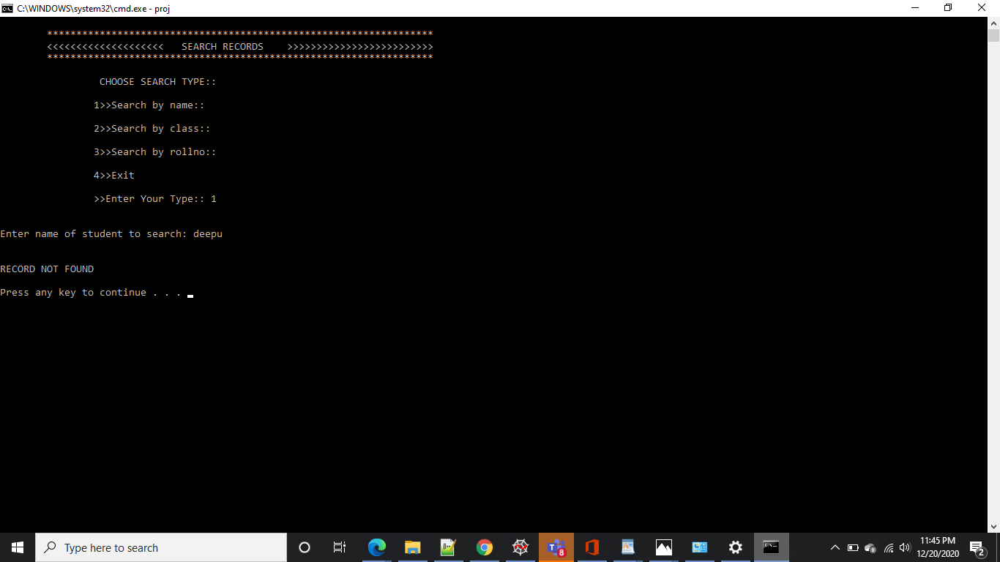 C:\WINDOWS\system32\cmd.exe - proj
******************************************************************
<<<<<<<<<<<<<<<<<<<< SEARCH RECORDS >>>>>>>>>>>>>>>>>>>>>>>>>
******************************************************************
CHOOSE SEARCH TYPE::
1>>Search by name::
2>>Search by class::
3>>Search by rollno::
4>>Exit
>>Enter Your Type:: 1
Enter name of student to search: deepu
RECORD NOT FOUND
Press any key to continue . . .
Type here to search
8
11:45 PM
12/20/2020
2